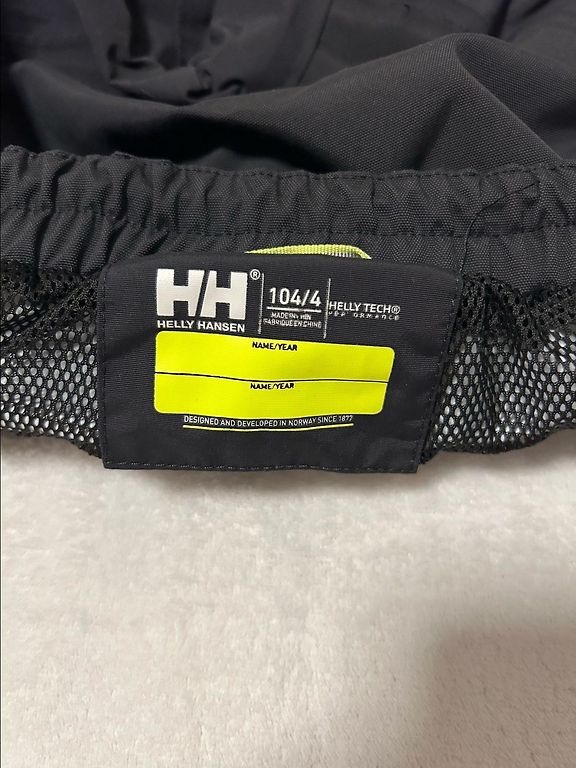 HH®
HELLY HANSEN
104/4
MADE IN
FABRIQUE EN CHINE
HELLY TECH®
PERFORMANCE
NAME/YEAR
NAME/YEAR
DESIGNED AND DEVELOPED IN NORWAY SINCE 1877